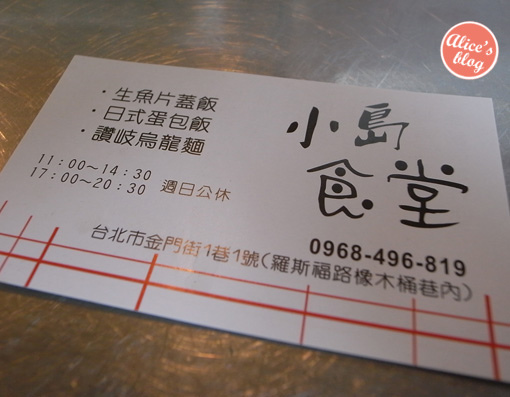 Alice's
blog
・生魚片蓋飯
・日式蛋包飯
・讚岐烏龍麵
11：00～14：30
17：00～20：30 週日公休
小島
食堂
0968-496-819
台北市金門街1巷1號(羅斯福路橡木桶巷內)